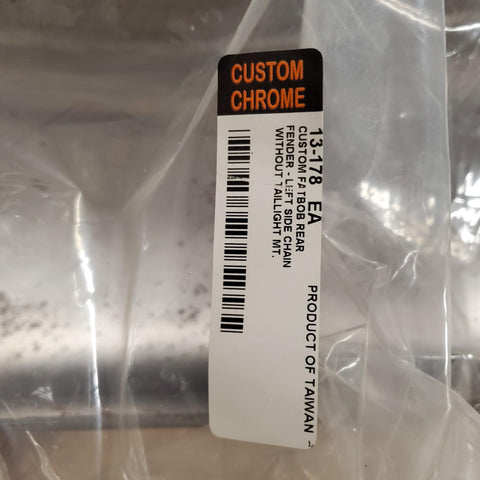 CUSTOM
CHROME
13-178 EA
CUSTOM FATBOB REAR
FENDER - LEFT SIDE CHAIN
WITHOUT TAILLIGHT MT.
PRODUCT OF TAIWAN